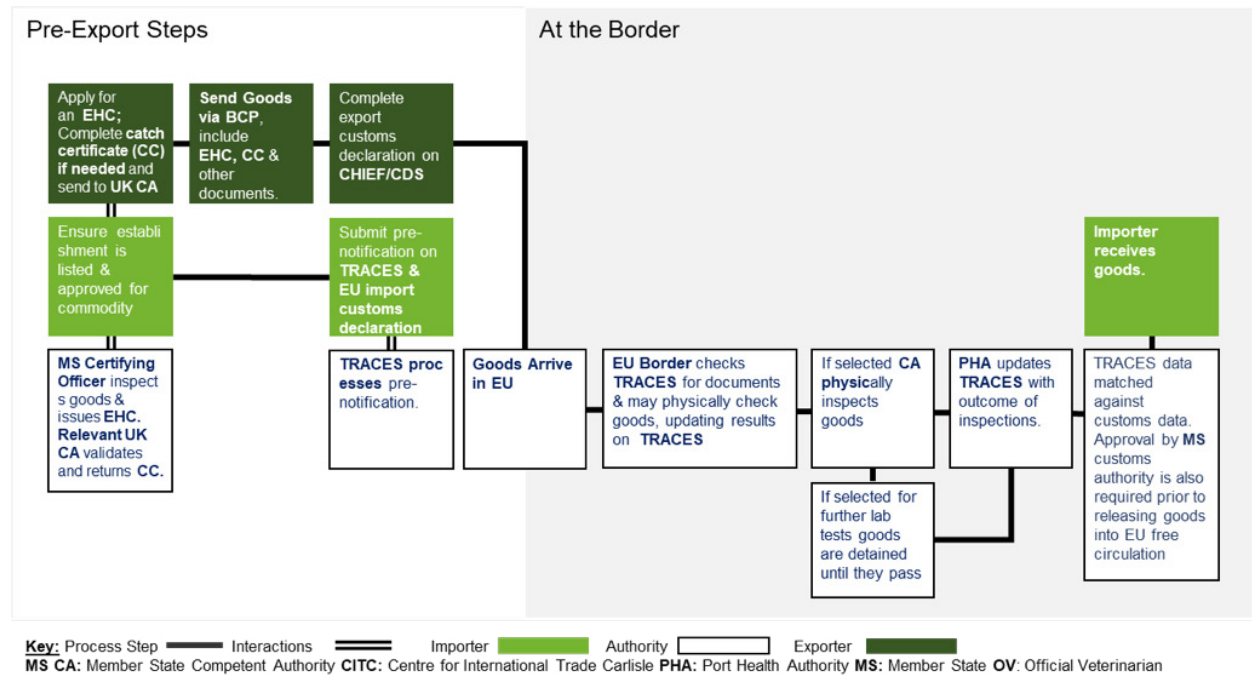 Pre-Export Steps
At the Border
Apply for
an EHC;
Complete catch
certificate (CC)
if needed and
send to UK CA
Send Goods
via BCP,
include
EHC, CC &
other
documents.
Complete
export
customs
declaration on
CHIEF/CDS
Ensure establi
shment is
listed &
approved for
commodity
Submit pre-
notification on
TRACES &
EU import
customs
declaration
Importer
receives
goods.
MS Certifying
Officer inspect
s goods &
issues EHC.
Relevant UK
CA validates
and returns CC.
TRACES proc
esses pre-
notification.
Goods Arrive
in EU
EU Border checks
TRACES for documents
& may physically check
goods, updating results
on TRACES
If selected CA
physically
inspects
goods
PHA updates
TRACES with
outcome of
inspections.
TRACES data
matched
against
customs data.
Approval by MS
customs
authority is also
required prior to
releasing goods
into EU free
circulation
If selected for
further lab
tests goods
are detained
until they pass
Key: Process Step Interactions Importer Authority Exporter
MS CA: Member State Competent Authority CITC: Centre for International Trade Carlisle PHA: Port Health Authority MS: Member State OV: Official Veterinarian